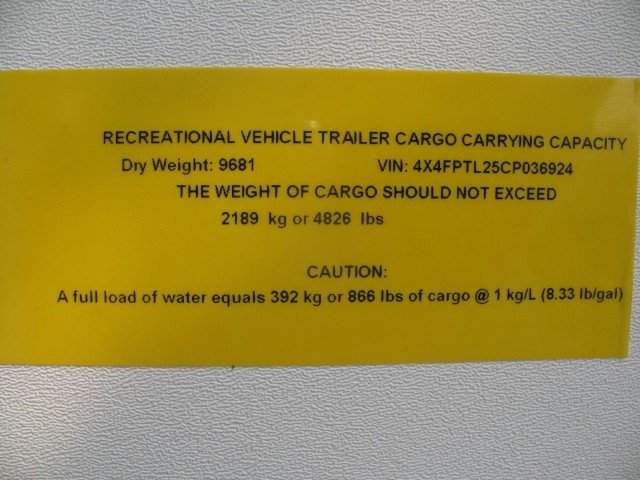 RECREATIONAL VEHICLE TRAILER CARGO CARRYING CAPACITY
Dry Weight: 9681 VIN: 4X4FPTL25CP036924
THE WEIGHT OF CARGO SHOULD NOT EXCEED
2189 kg or 4826 lbs
CAUTION:
A full load of water equals 392 kg or 866 lbs of cargo @ 1 kg/L (8.33 lb/gal)